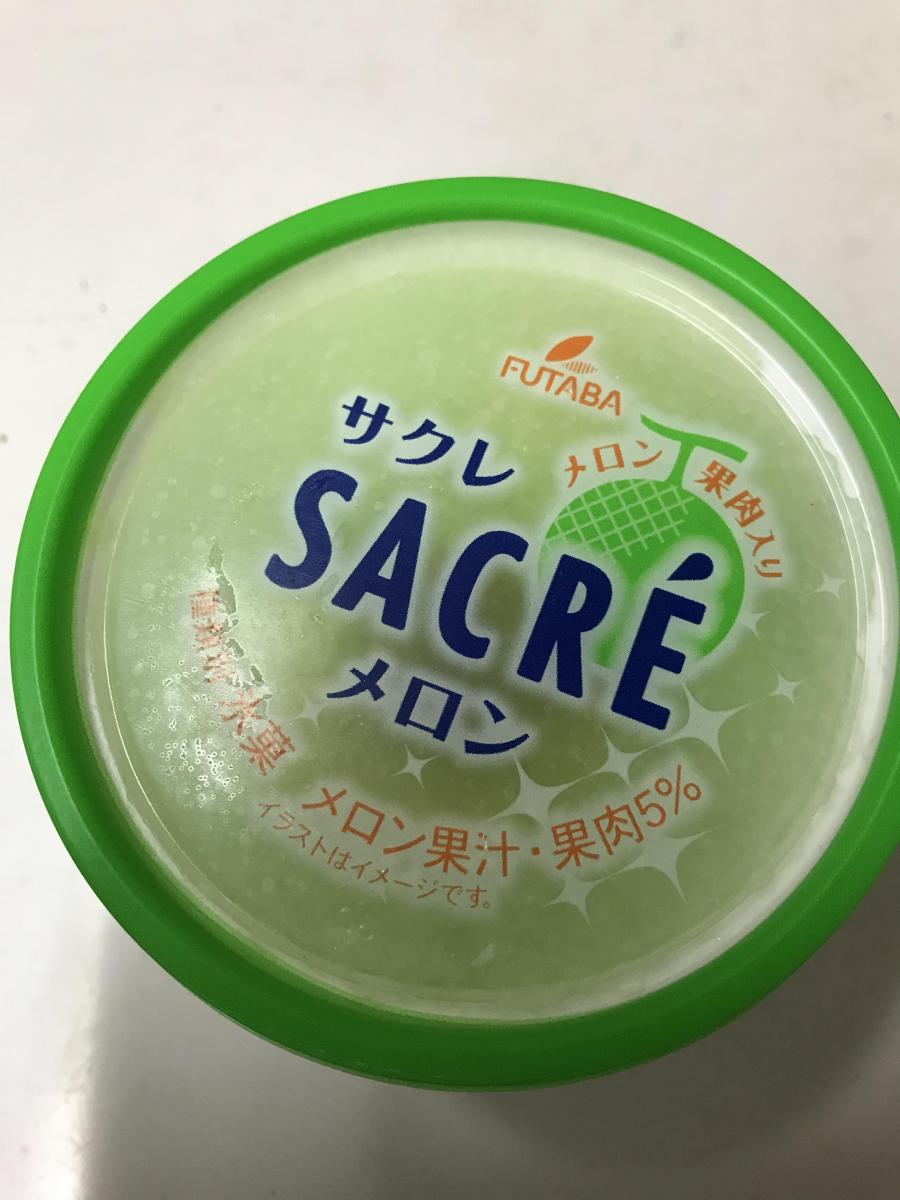 FUTABA
サクレ
メロン果肉入り
SACRÉ
メロン
氷菓
メロン果汁・果肉5%
イラストはイメージです。